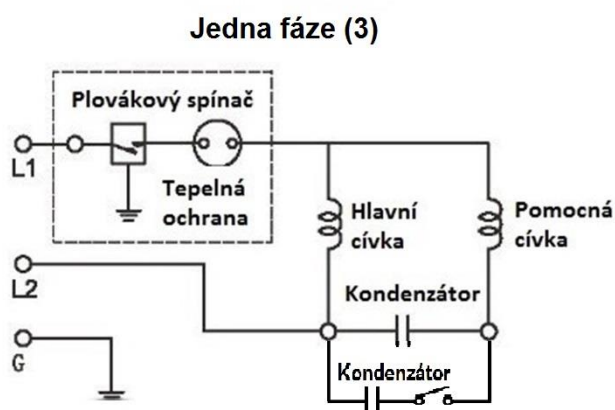 Jedna fáze (3)
Plovákový spínač
L1
Tepelná
ochrana
Hlavní
cívka
Pomocná
cívka
L2
Kondenzátor
G
Kondenzátor